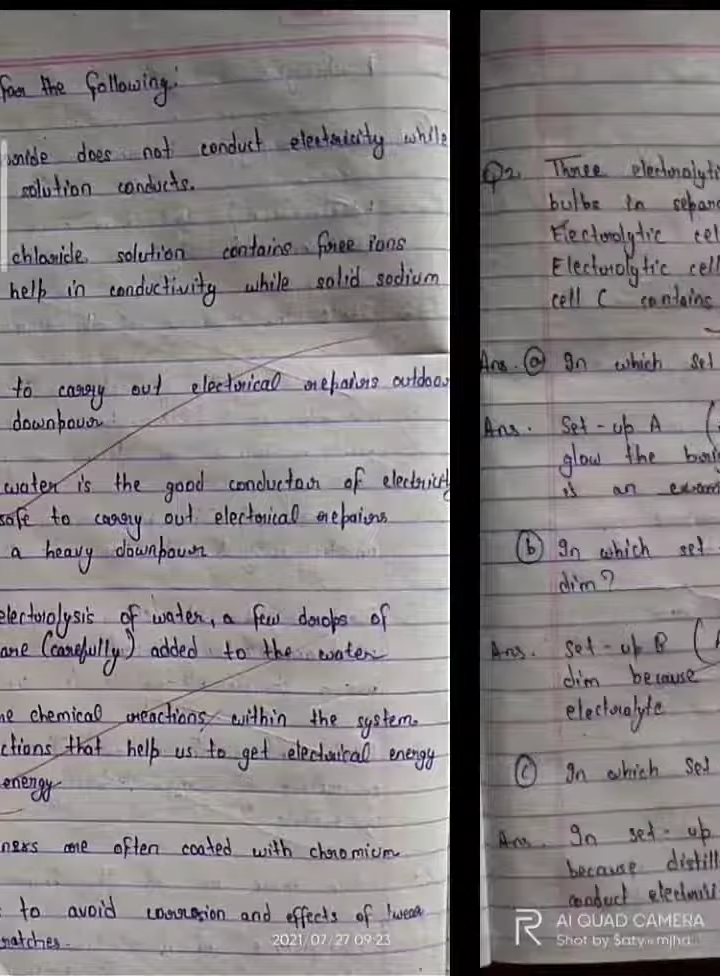 for the following:
does not conduct electricity while
solution conducts.
chloride solution contains free ions
help in conductivity while solid sodium
to carry out electrical repairs outdoor
downpour.
water is the good conductor of electricity
safe to carry out electrical repairs
a heavy downpour
electrolysis of water, a few drops of
are (carefully) added to the water
chemical reactions within the system.
ctions that help us to get electrical energy
energy
are often coated with chromium
to avoid corrosion and effects of wear
2021/07/27 09:23
Q2. Three electrolyti
bulbs in separa
Electrolytic cel
Electrolytic cell
cell C contains
Ans. (a) In which set
Ans. Set-up A (
glow the
is an
(b) In which set
dim?
Ans. set-up B (
dim because
electrolyte
(c) In which set
Ans. In set-up
because distill
conduct electrici
AI QUAD CAMERA
Shot by